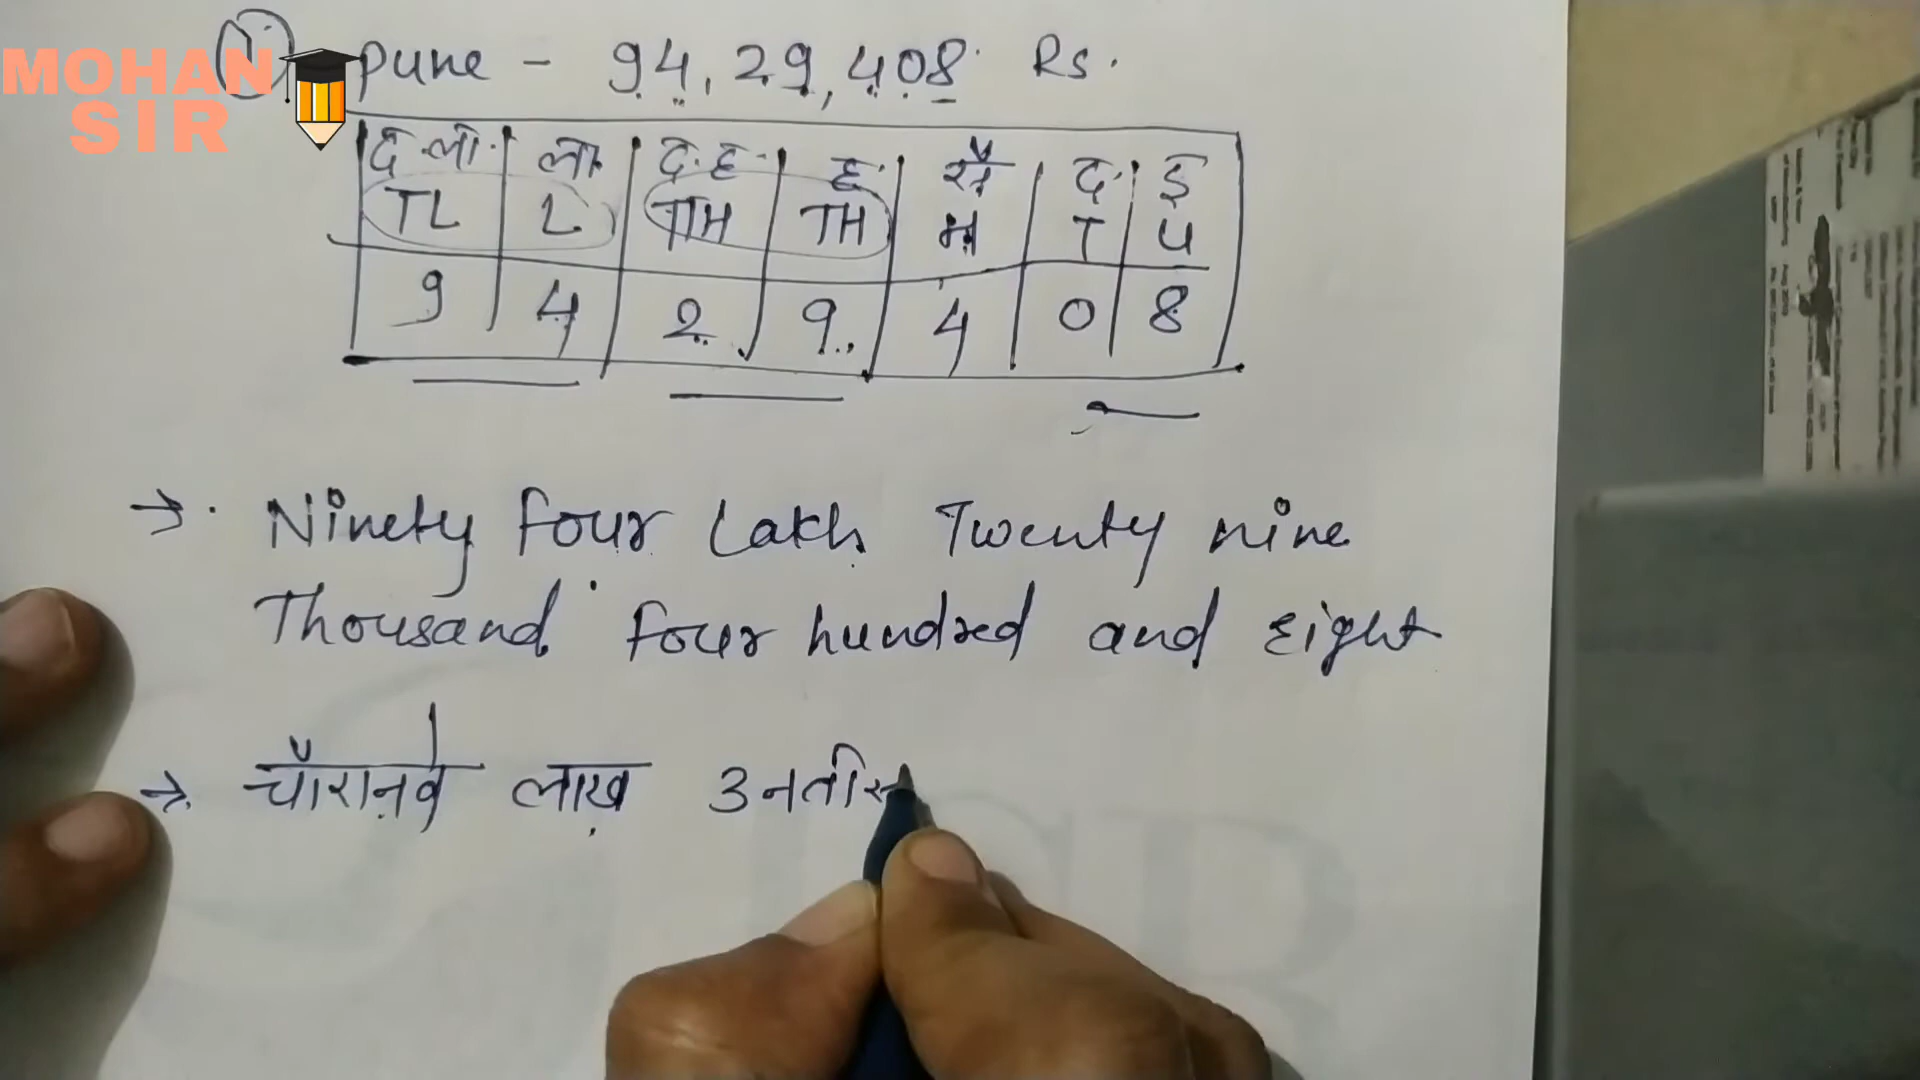 MOHAN
SIR
① Pune - 94,29,408 Rs.
द.ला. ला द.ह. ह. सै द. इ
TL L TTH TH H T U
9 4 2 9 4 0 8
→ Ninety four Lakh Twenty nine
Thousand four hundred and Eight
→ चौरानवे लाख उनतीस